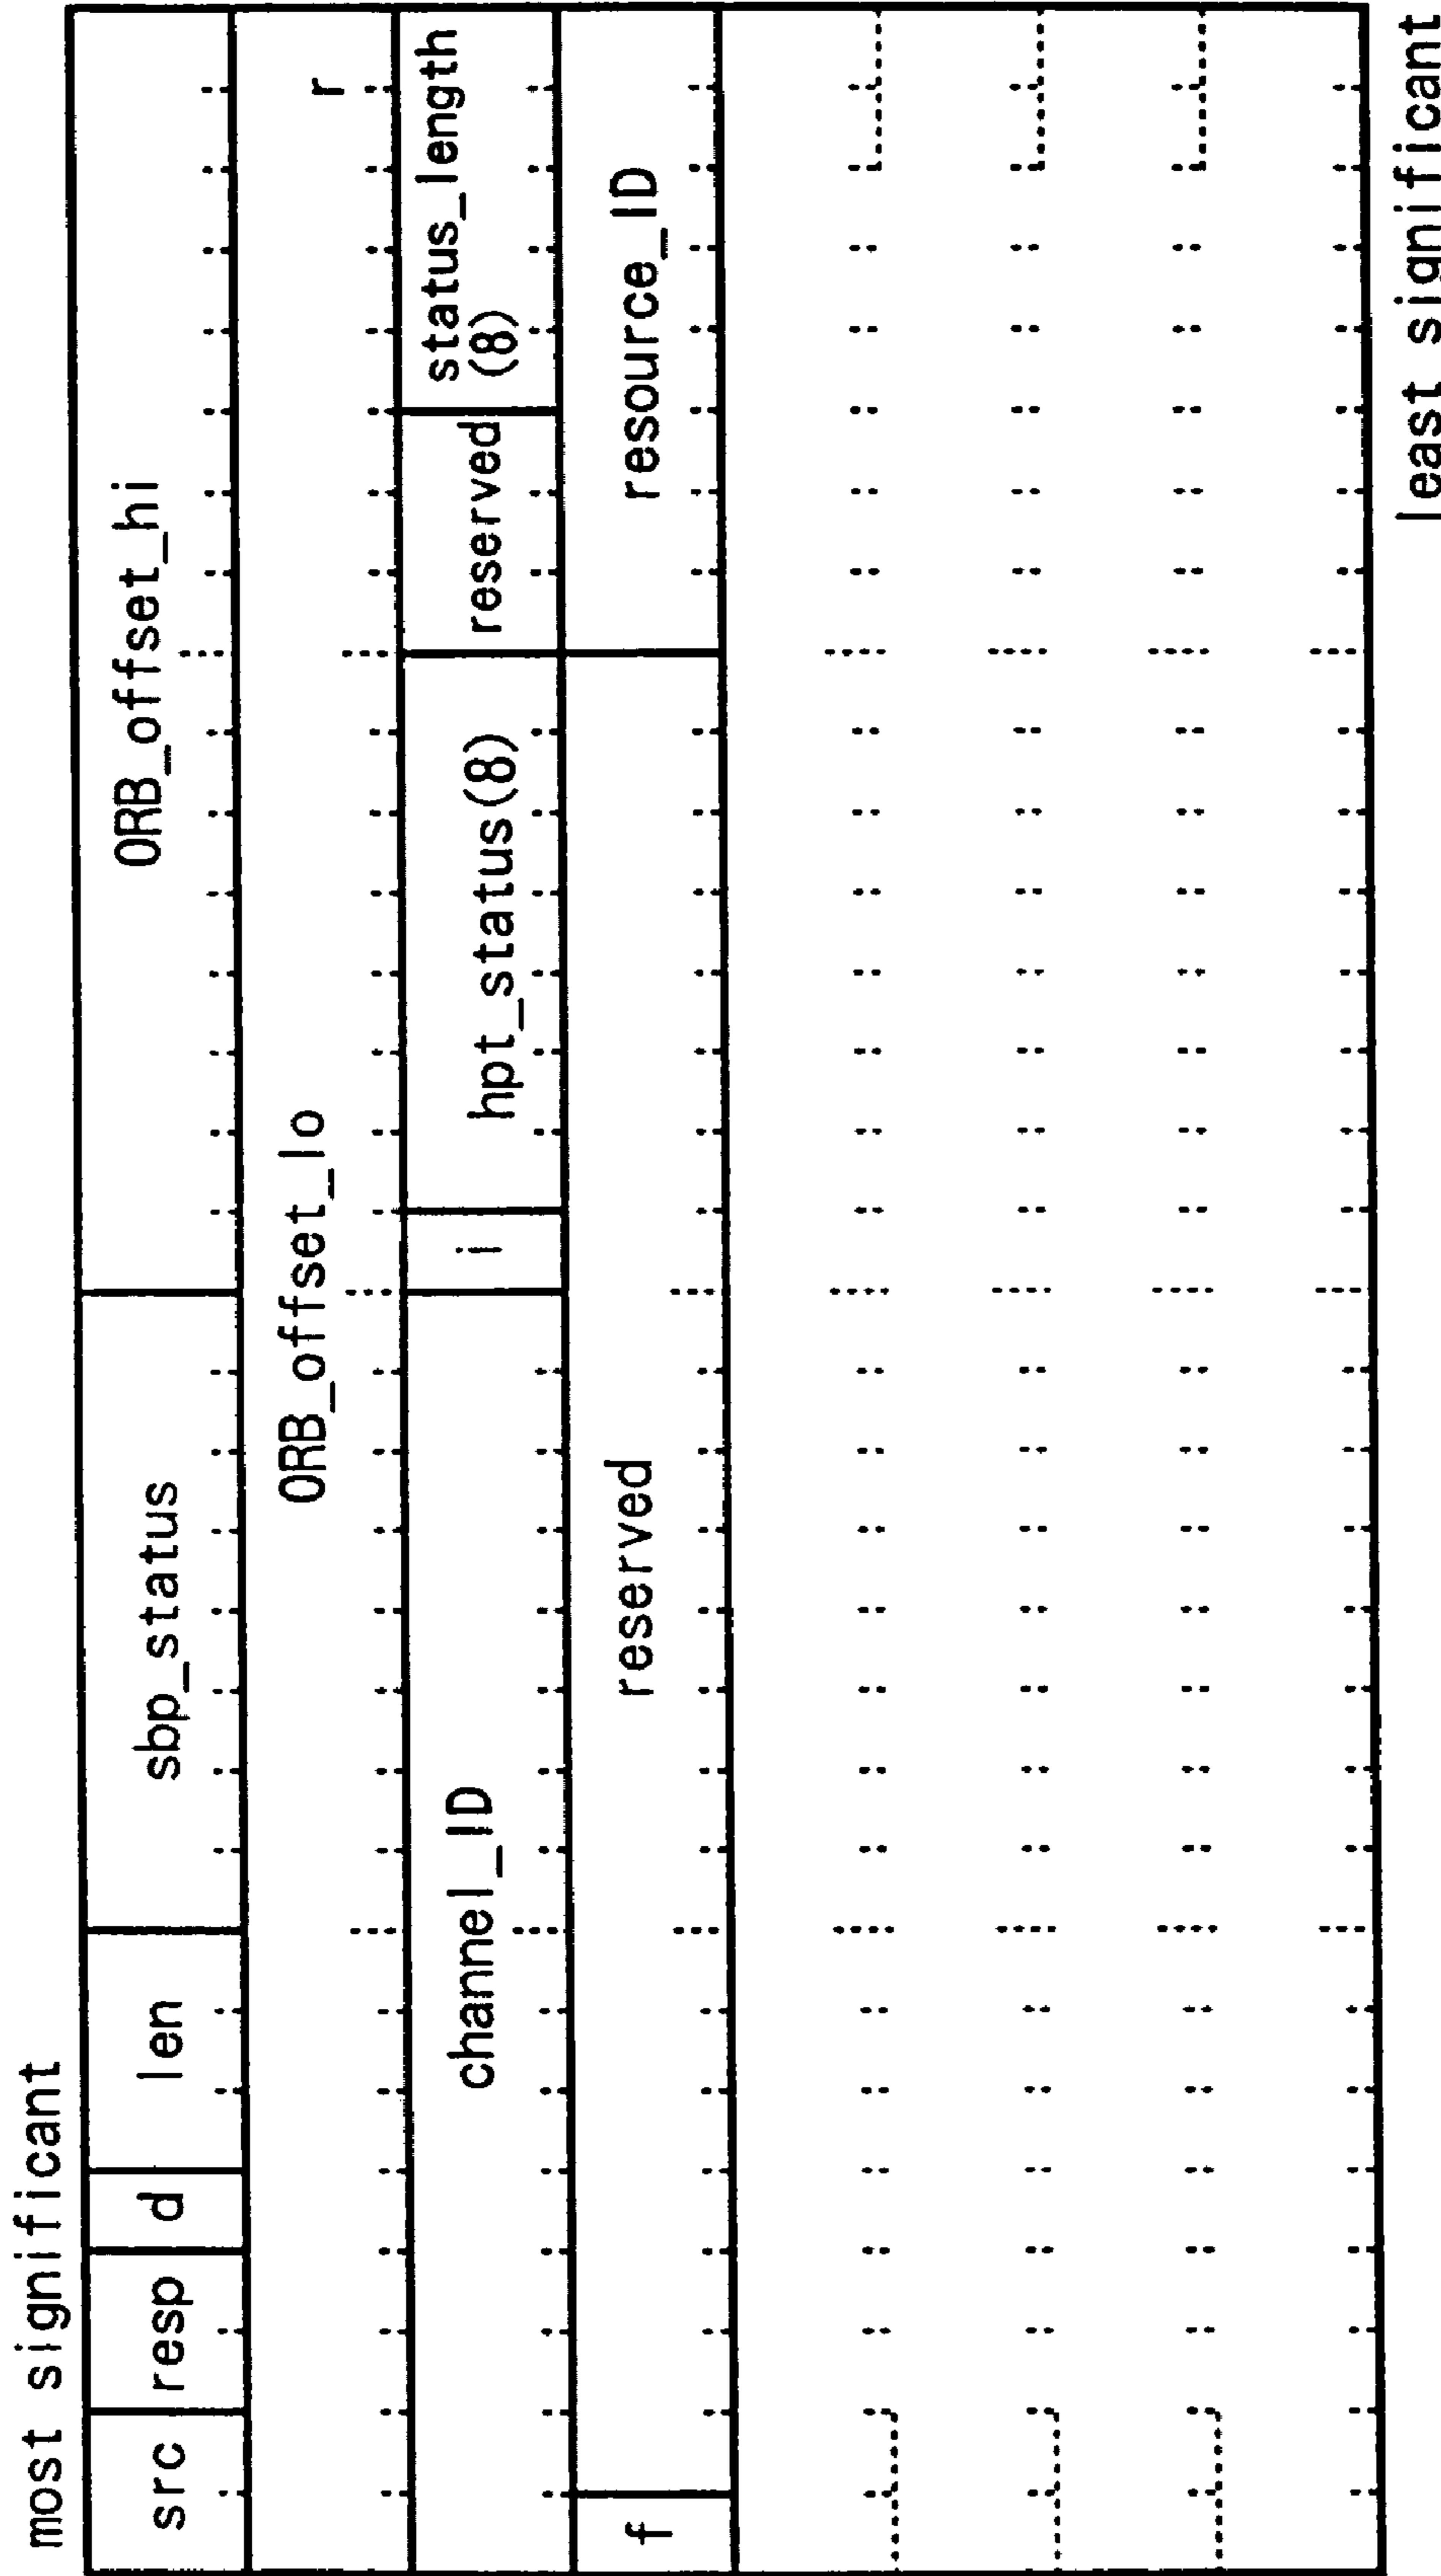 most significant
src resp d len sbp_status ORB_offset_hi
ORB_offset_lo r
channel_ID i hpt_status(8) reserved status_length
(8)
f reserved resource_ID
least significant